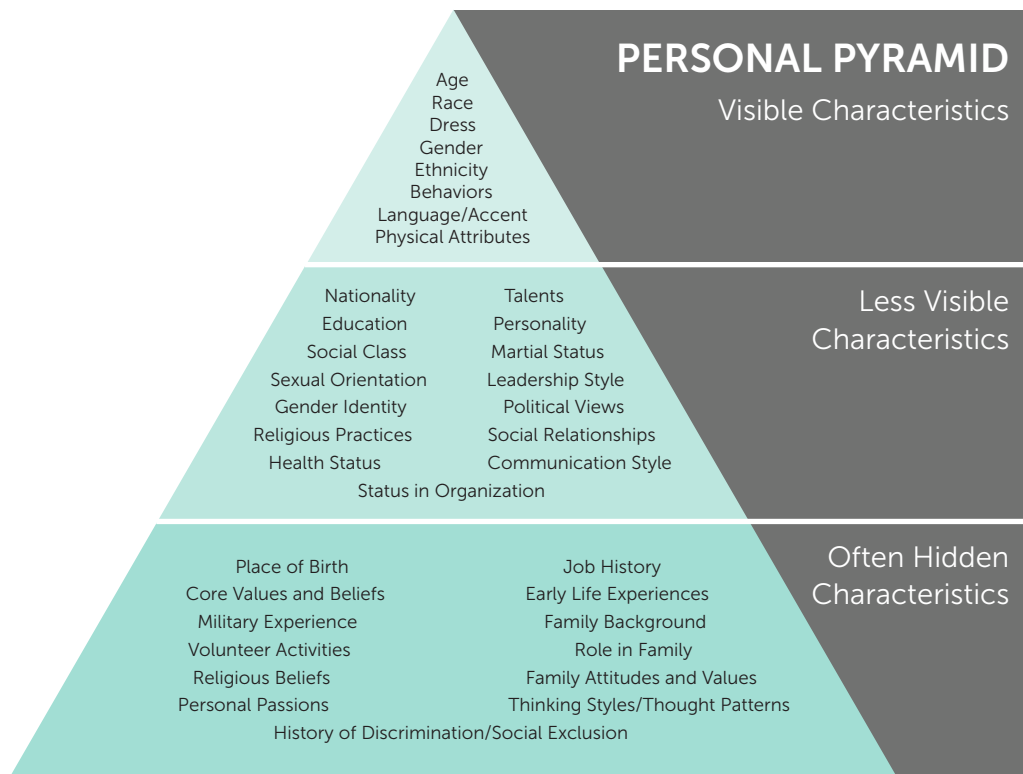 PERSONAL PYRAMID
Visible Characteristics
Age
Race
Dress
Gender
Ethnicity
Behaviors
Language/Accent
Physical Attributes
Less Visible
Characteristics
Nationality
Education
Social Class
Sexual Orientation
Gender Identity
Religious Practices
Health Status
Talents
Personality
Martial Status
Leadership Style
Political Views
Social Relationships
Communication Style
Status in Organization
Often Hidden
Characteristics
Place of Birth
Core Values and Beliefs
Military Experience
Volunteer Activities
Religious Beliefs
Personal Passions
Job History
Early Life Experiences
Family Background
Role in Family
Family Attitudes and Values
Thinking Styles/Thought Patterns
History of Discrimination/Social Exclusion